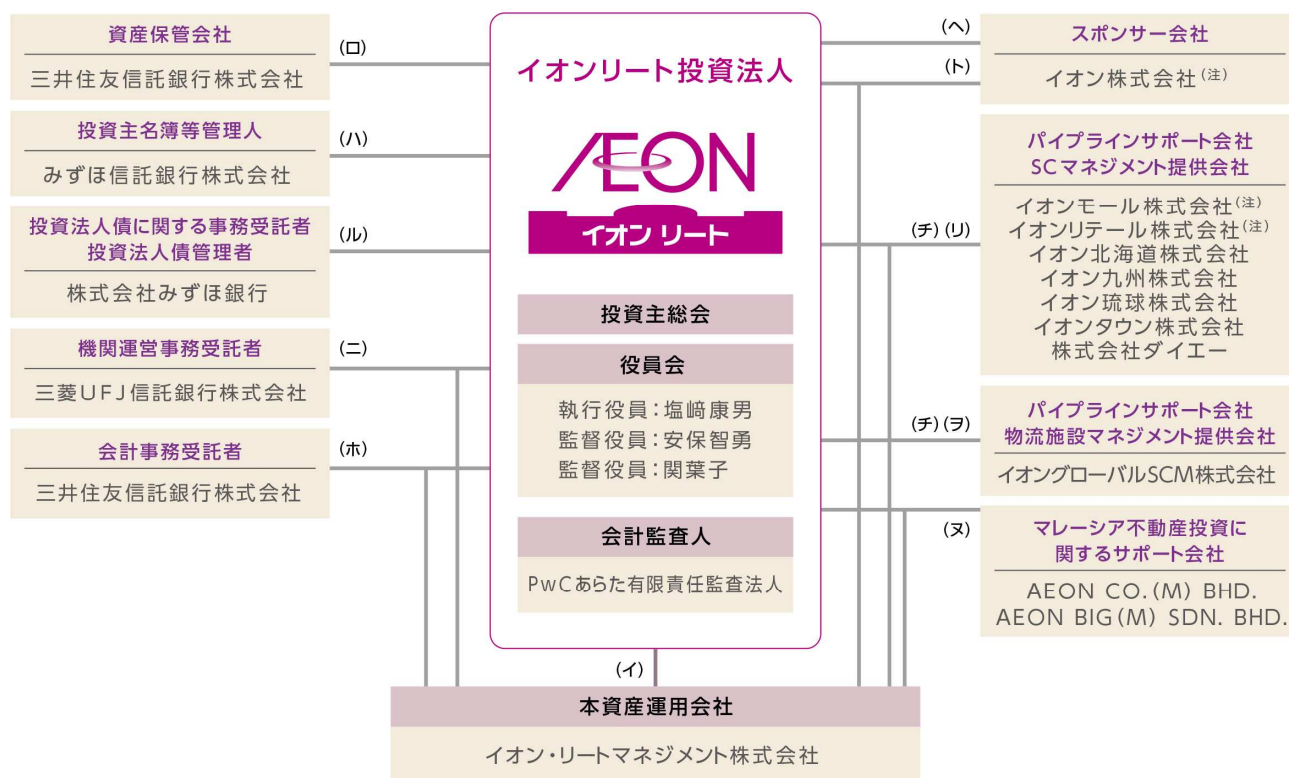 資産保管会社
三井住友信託銀行株式会社
(ロ)
投資主名簿等管理人
みずほ信託銀行株式会社
(ハ)
投資法人債に関する事務受託者
投資法人債管理者
株式会社みずほ銀行
(ル)
機関運営事務受託者
三菱UFJ信託銀行株式会社
(ニ)
会計事務受託者
三井住友信託銀行株式会社
(ホ)
イオンリート投資法人
AEON
イオン リート
投資主総会
役員会
執行役員:塩﨑康男
監督役員:安保智勇
監督役員:関葉子
会計監査人
PwCあらた有限責任監査法人
(イ)
本資産運用会社
イオン・リートマネジメント株式会社
(ヘ)
(ト)
スポンサー会社
イオン株式会社(注)
(チ)(リ)
パイプラインサポート会社
SCマネジメント提供会社
イオンモール株式会社(注)
イオンリテール株式会社(注)
イオン北海道株式会社
イオン九州株式会社
イオン琉球株式会社
イオンタウン株式会社
株式会社ダイエー
(チ)(ヲ)
パイプラインサポート会社
物流施設マネジメント提供会社
イオングローバルSCM株式会社
(ヌ)
マレーシア不動産投資に
関するサポート会社
AEON CO.(M) BHD.
AEON BIG(M) SDN. BHD.